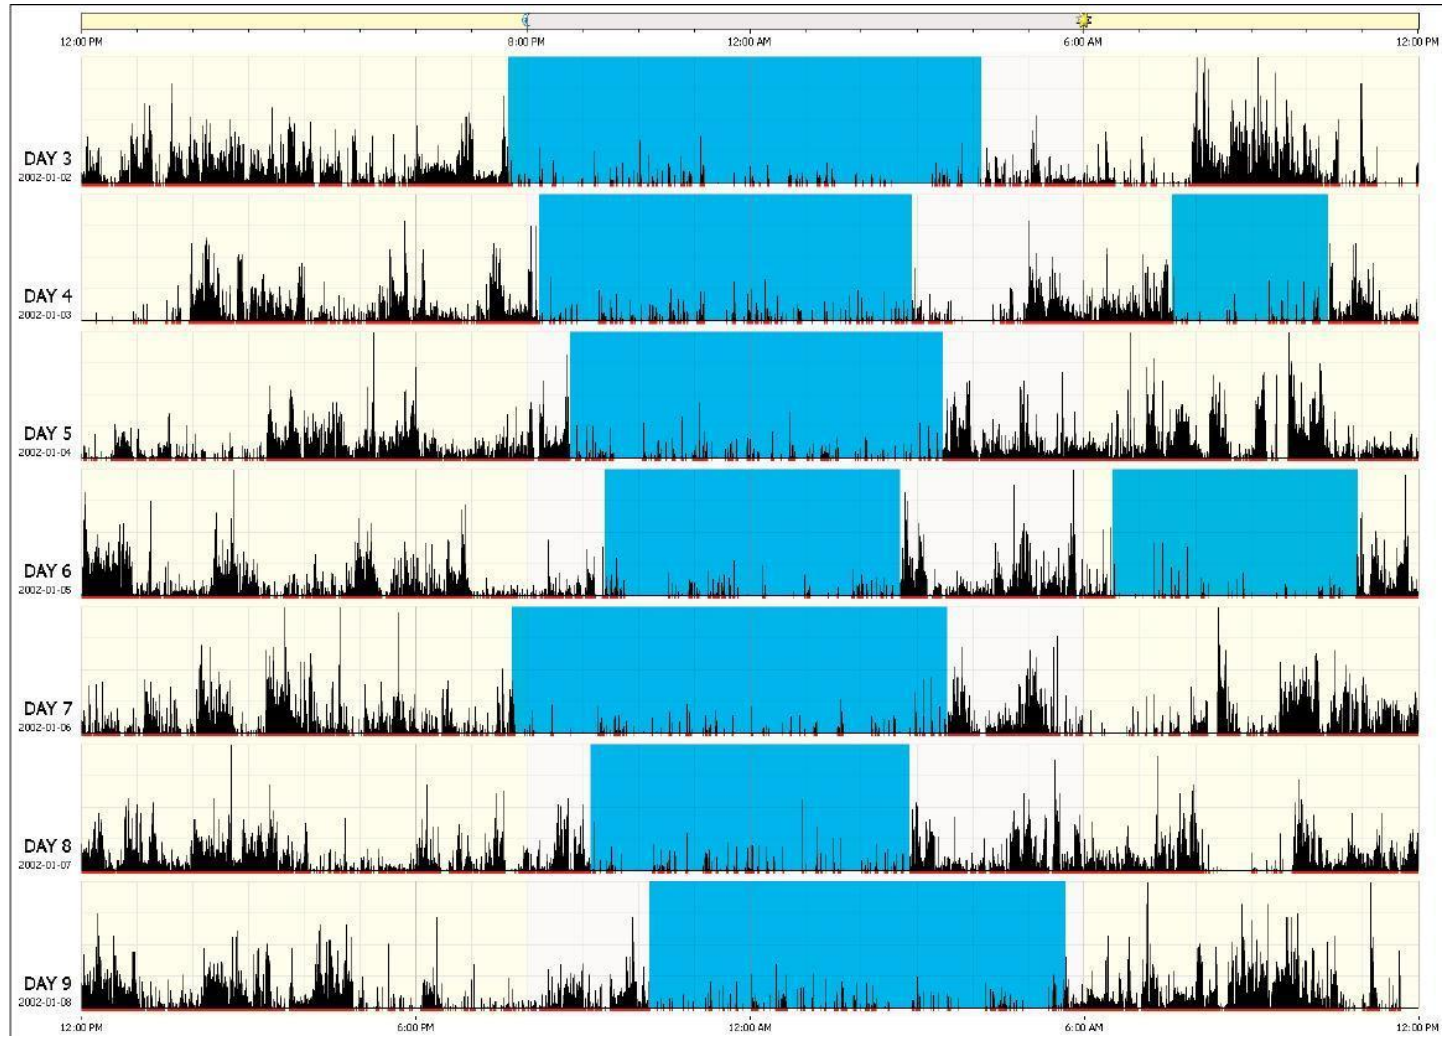 12:00 PM 8:00 PM 12:00 AM 6:00 AM 12:00 PM
DAY 3
2002-01-02
DAY 4
2002-01-03
DAY 5
2002-01-04
DAY 6
2002-01-05
DAY 7
2002-01-06
DAY 8
2002-01-07
DAY 9
2002-01-08
12:00 PM 6:00 PM 12:00 AM 6:00 AM 12:00 PM